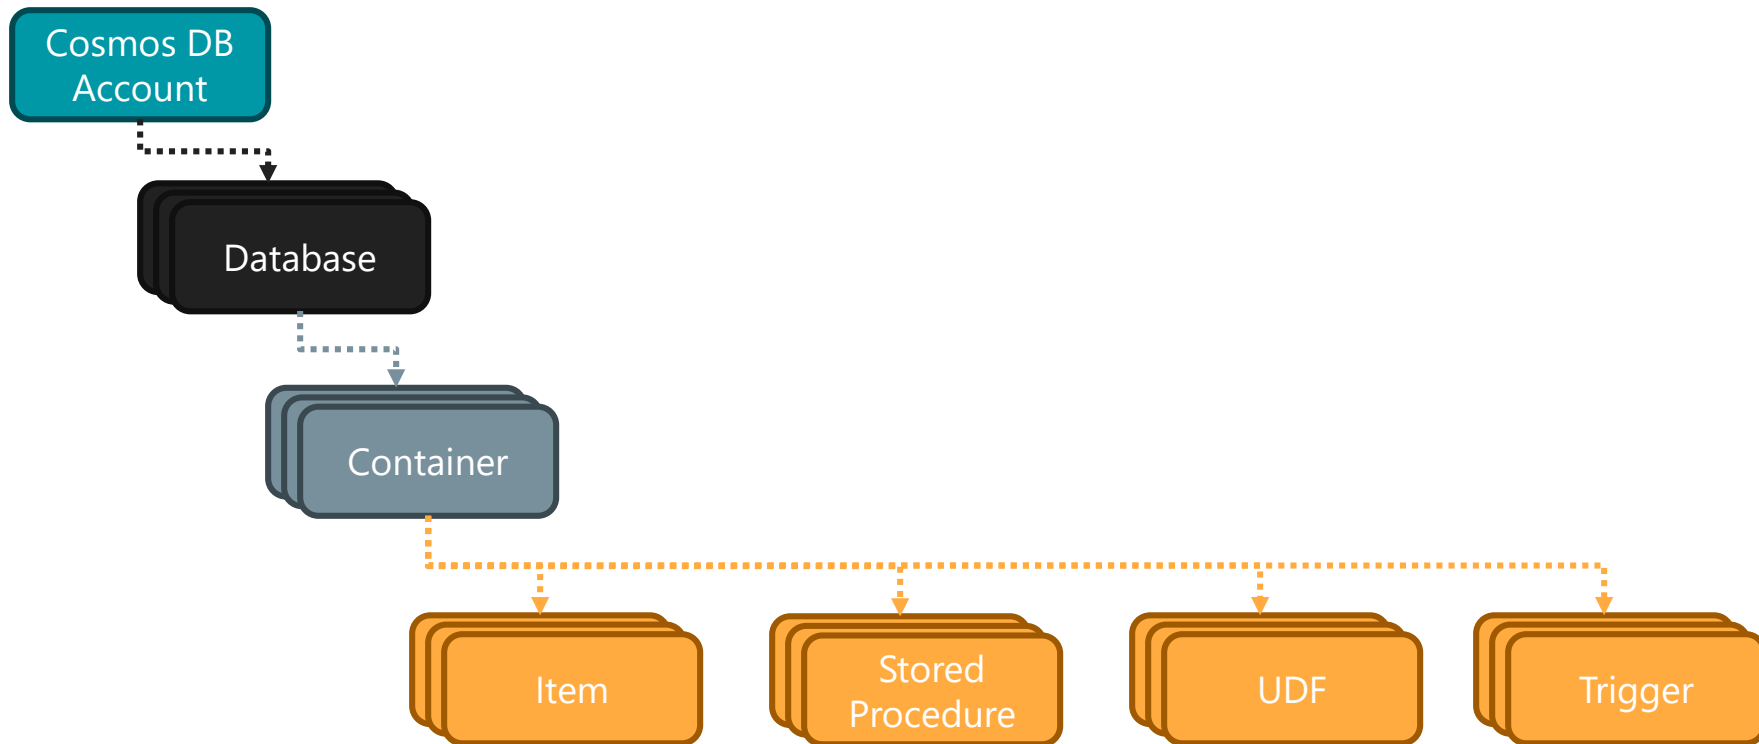 Cosmos DB
Account
Database
Container
Item
Stored
Procedure
UDF
Trigger